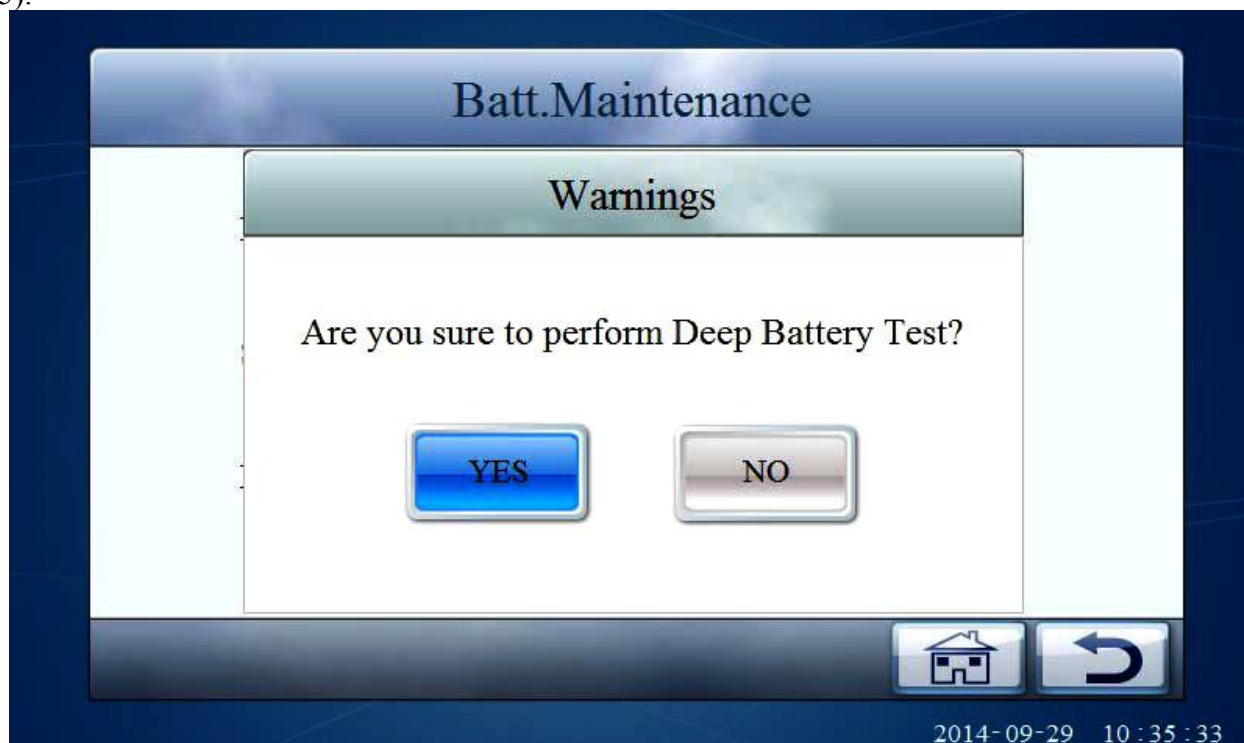 5).
Batt.Maintenance
Warnings
Are you sure to perform Deep Battery Test?
YES NO
2014-09-29 10:35:33